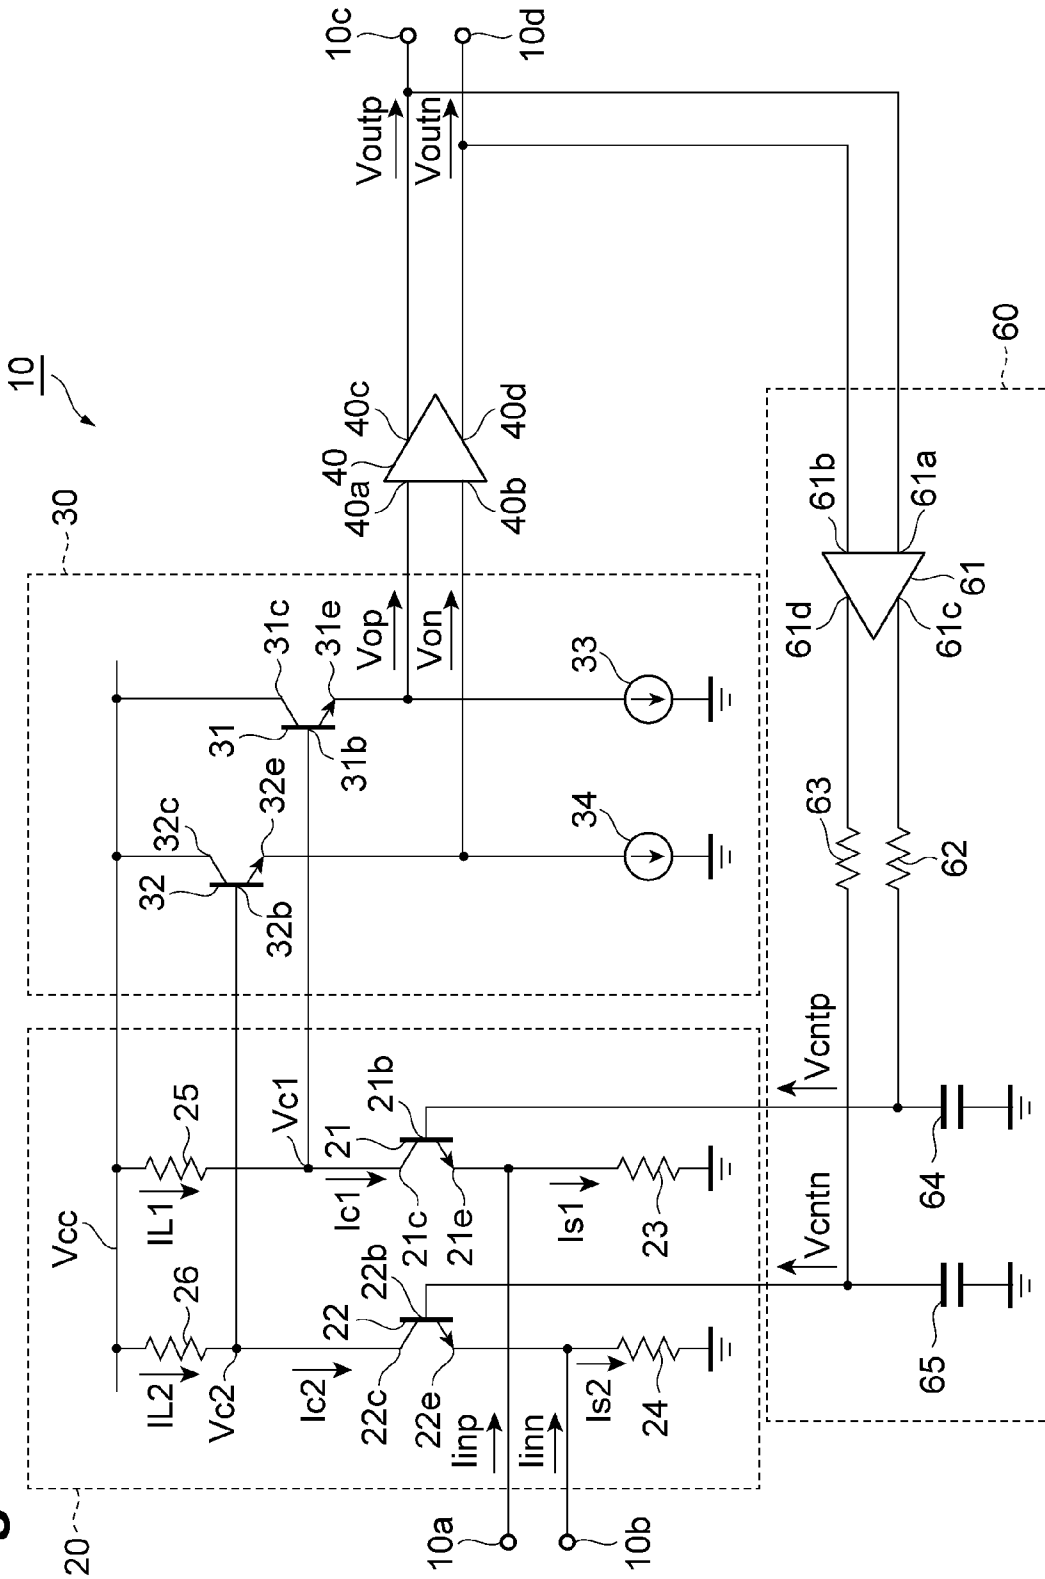 10
20
30
60
Vcc
IL1
25
IL2
26
Vc1
Vc2
Ic1
21
21b
21c
21e
Ic2
22
22b
22c
22e
Is1
23
Is2
24
Iinp
Iinn
10a
10b
31
31c
31b
31e
32
32c
32b
32e
33
34
Vop
Von
40
40a
40b
40c
40d
Voutp
Voutn
10c
10d
61
61a
61b
61c
61d
62
63
Vcntp
Vcntn
64
65